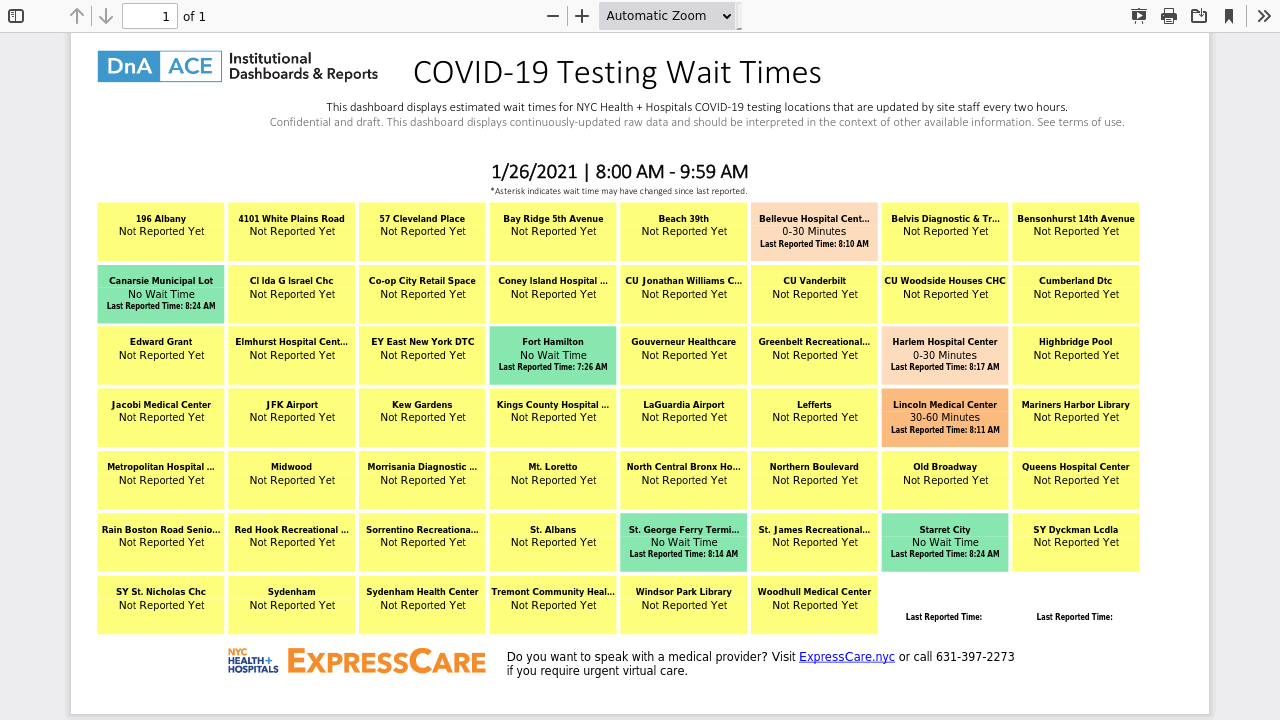 1 of 1 Automatic Zoom
DnA ACE Institutional
Dashboards & Reports
COVID-19 Testing Wait Times
This dashboard displays estimated wait times for NYC Health + Hospitals COVID-19 testing locations that are updated by site staff every two hours.
Confidential and draft. This dashboard displays continuously-updated raw data and should be interpreted in the context of other available information. See terms of use.
1/26/2021 | 8:00 AM - 9:59 AM
*Asterisk indicates wait time may have changed since last reported.
196 Albany
Not Reported Yet
4101 White Plains Road
Not Reported Yet
57 Cleveland Place
Not Reported Yet
Bay Ridge 5th Avenue
Not Reported Yet
Beach 39th
Not Reported Yet
Bellevue Hospital Cent...
0-30 Minutes
Last Reported Time: 8:10 AM
Belvis Diagnostic & Tr...
Not Reported Yet
Bensonhurst 14th Avenue
Not Reported Yet
Canarsie Municipal Lot
No Wait Time
Last Reported Time: 8:24 AM
CI Ida G Israel Chc
Not Reported Yet
Co-op City Retail Space
Not Reported Yet
Coney Island Hospital ...
Not Reported Yet
CU Jonathan Williams C...
Not Reported Yet
CU Vanderbilt
Not Reported Yet
CU Woodside Houses CHC
Not Reported Yet
Cumberland Dtc
Not Reported Yet
Edward Grant
Not Reported Yet
Elmhurst Hospital Cent...
Not Reported Yet
EY East New York DTC
Not Reported Yet
Fort Hamilton
No Wait Time
Last Reported Time: 7:26 AM
Gouverneur Healthcare
Not Reported Yet
Greenbelt Recreational...
Not Reported Yet
Harlem Hospital Center
0-30 Minutes
Last Reported Time: 8:17 AM
Highbridge Pool
Not Reported Yet
Jacobi Medical Center
Not Reported Yet
JFK Airport
Not Reported Yet
Kew Gardens
Not Reported Yet
Kings County Hospital ...
Not Reported Yet
LaGuardia Airport
Not Reported Yet
Lefferts
Not Reported Yet
Lincoln Medical Center
30-60 Minutes
Last Reported Time: 8:11 AM
Mariners Harbor Library
Not Reported Yet
Metropolitan Hospital ...
Not Reported Yet
Midwood
Not Reported Yet
Morrisania Diagnostic ...
Not Reported Yet
Mt. Loretto
Not Reported Yet
North Central Bronx Ho...
Not Reported Yet
Northern Boulevard
Not Reported Yet
Old Broadway
Not Reported Yet
Queens Hospital Center
Not Reported Yet
Rain Boston Road Senio...
Not Reported Yet
Red Hook Recreational ...
Not Reported Yet
Sorrentino Recreationa...
Not Reported Yet
St. Albans
Not Reported Yet
St. George Ferry Termi...
No Wait Time
Last Reported Time: 8:14 AM
St. James Recreational...
Not Reported Yet
Starret City
No Wait Time
Last Reported Time: 8:24 AM
SY Dyckman Lcdla
Not Reported Yet
SY St. Nicholas Chc
Not Reported Yet
Sydenham
Not Reported Yet
Sydenham Health Center
Not Reported Yet
Tremont Community Heal...
Not Reported Yet
Windsor Park Library
Not Reported Yet
Woodhull Medical Center
Not Reported Yet
Last Reported Time:
Last Reported Time:
NYC
HEALTH+
HOSPITALS
EXPRESSCARE
Do you want to speak with a medical provider? Visit ExpressCare.nyc or call 631-397-2273
if you require urgent virtual care.